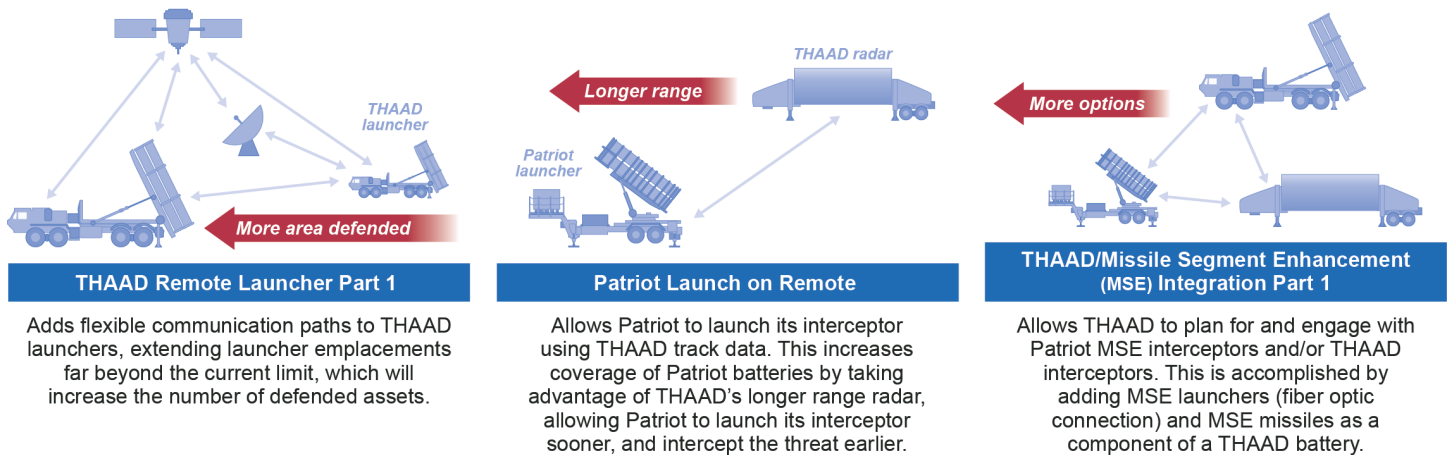 THAAD
launcher
More area defended
THAAD Remote Launcher Part 1
Adds flexible communication paths to THAAD
launchers, extending launcher emplacements
far beyond the current limit, which will
increase the number of defended assets.
THAAD radar
Longer range
Patriot
launcher
Patriot Launch on Remote
Allows Patriot to launch its interceptor
using THAAD track data. This increases
coverage of Patriot batteries by taking
advantage of THAAD’s longer range radar,
allowing Patriot to launch its interceptor
sooner, and intercept the threat earlier.
More options
THAAD/Missile Segment Enhancement
(MSE) Integration Part 1
Allows THAAD to plan for and engage with
Patriot MSE interceptors and/or THAAD
interceptors. This is accomplished by
adding MSE launchers (fiber optic
connection) and MSE missiles as a
component of a THAAD battery.